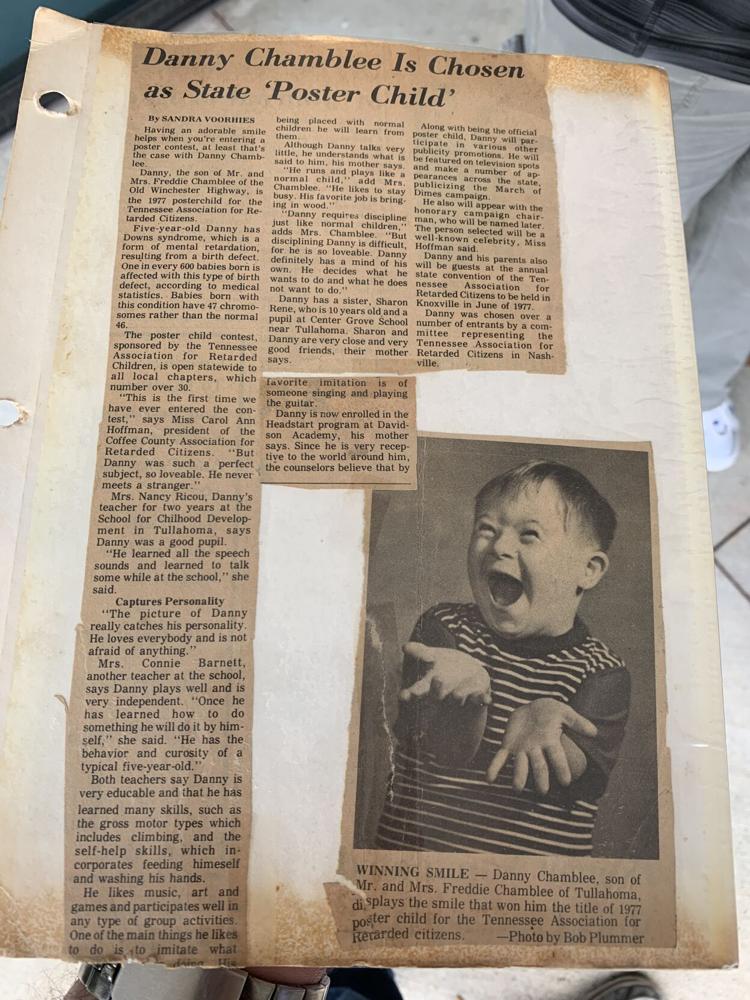 Danny Chamblee Is Chosen
as State 'Poster Child'
By SANDRA VOORHIES
Having an adorable smile
helps when you're entering a
poster contest, at least that's
the case with Danny Chamb-
lee.
Danny, the son of Mr. and
Mrs. Freddie Chamblee of the
Old Winchester Highway, is
the 1977 posterchild for the
Tennessee Association for Re-
tarded Citizens.
Five-year-old Danny has
Downs syndrome, which is a
form of mental retardation,
resulting from a birth defect.
One in every 600 babies born is
affected with this type of birth
defect, according to medical
statistics. Babies born with
this condition have 47 chromo-
somes rather than the normal
46.
The poster child contest,
sponsored by the Tennessee
Association for Retarded
Children, is open statewide to
all local chapters, which
number over 30.
"This is the first time we
have ever entered the con-
test," says Miss Carol Ann
Hoffman, president of the
Coffee County Association for
Retarded Citizens. "But
Danny was such a perfect
subject, so loveable. He never
meets a stranger."
Mrs. Nancy Ricou, Danny's
teacher for two years at the
School for Chilhood Develop-
ment in Tullahoma, says
Danny was a good pupil.
"He learned all the speech
sounds and learned to talk
some while at the school," she
said.
Captures Personality
"The picture of Danny
really catches his personality.
He loves everybody and is not
afraid of anything."
Mrs. Connie Barnett,
another teacher at the school,
says Danny plays well and is
very independent. "Once he
has learned how to do
something he will do it by him-
self," she said. "He has the
behavior and curosity of a
typical five-year-old."
Both teachers say Danny is
very educable and that he has
learned many skills, such as
the gross motor types which
includes climbing, and the
self-help skills, which in-
corporates feeding himeself
and washing his hands.
He likes music, art and
games and participates well in
any type of group activities.
One of the main things he likes
to do is to imitate what
doing. His
favorite imitation is of
someone singing and playing
the guitar.
Danny is now enrolled in the
Headstart program at David-
son Academy, his mother
says. Since he is very recep-
tive to the world around him,
the counselors believe that by
being placed with normal
children he will learn from
them.
Although Danny talks very
little, he understands what is
said to him, his mother says.
"He runs and plays like a
normal child," add Mrs.
Chamblee. "He likes to stay
busy. His favorite job is bring-
ing in wood."
"Danny requires discipline
just like normal children,"
adds Mrs. Chamblee. "But
disciplining Danny is difficult,
for he is so loveable. Danny
definitely has a mind of his
own. He decides what he
wants to do and what he does
not want to do."
Danny has a sister, Sharon
Rene, who is 10 years old and a
pupil at Center Grove School
near Tullahoma. Sharon and
Danny are very close and very
good friends, their mother
says.
Along with being the official
poster child, Danny will par-
ticipate in various other
publicity promotions. He will
be featured on television spots
and make a number of ap-
pearances across the state,
publicizing the March of
Dimes campaign.
He also will appear with the
honorary campaign chair-
man, who will be named later.
The person selected will be a
well-known celebrity, Miss
Hoffman said.
Danny and his parents also
will be guests at the annual
state convention of the Ten-
nessee Association for
Retarded Citizens to be held in
Knoxville in June of 1977.
Danny was chosen over a
number of entrants by a com-
mittee representing the
Tennessee Association for
Retarded Citizens in Nash-
ville.
WINNING SMILE — Danny Chamblee, son of
Mr. and Mrs. Freddie Chamblee of Tullahoma,
displays the smile that won him the title of 1977
poster child for the Tennessee Association for
Retarded citizens. —Photo by Bob Plummer